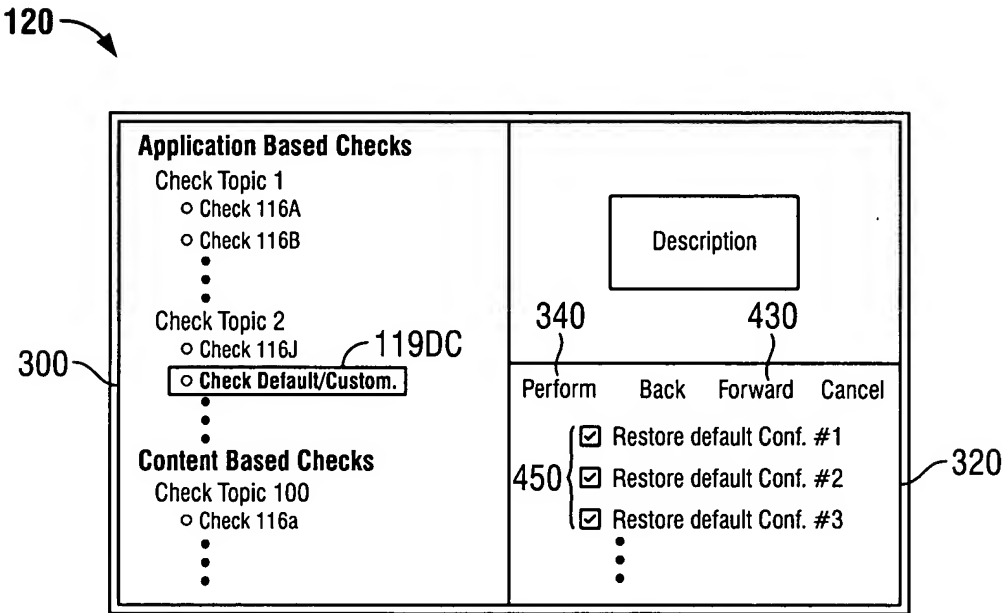 120
Application Based Checks
Check Topic 1
Check 116A
Check 116B
Check Topic 2
Check 116J
119DC
Check Default/Custom.
300
Content Based Checks
Check Topic 100
Check 116a
Description
340 430
Perform Back Forward Cancel
Restore default Conf. #1
450 Restore default Conf. #2
Restore default Conf. #3
320